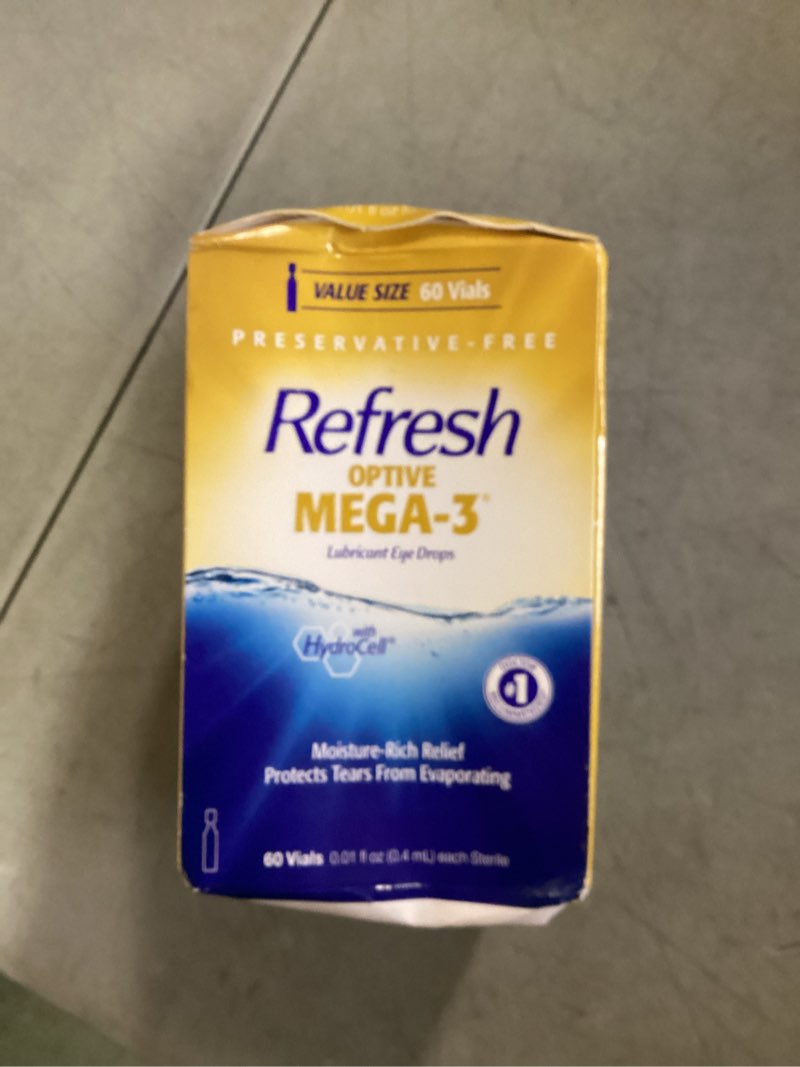 VALUE SIZE 60 Vials
PRESERVATIVE-FREE
Refresh
OPTIVE
MEGA-3®
Lubricant Eye Drops
with
HydroCell®
#1
Moisture-Rich Relief
Protects Tears From Evaporating
60 Vials 0.01 fl oz (0.4 mL) each Sterile